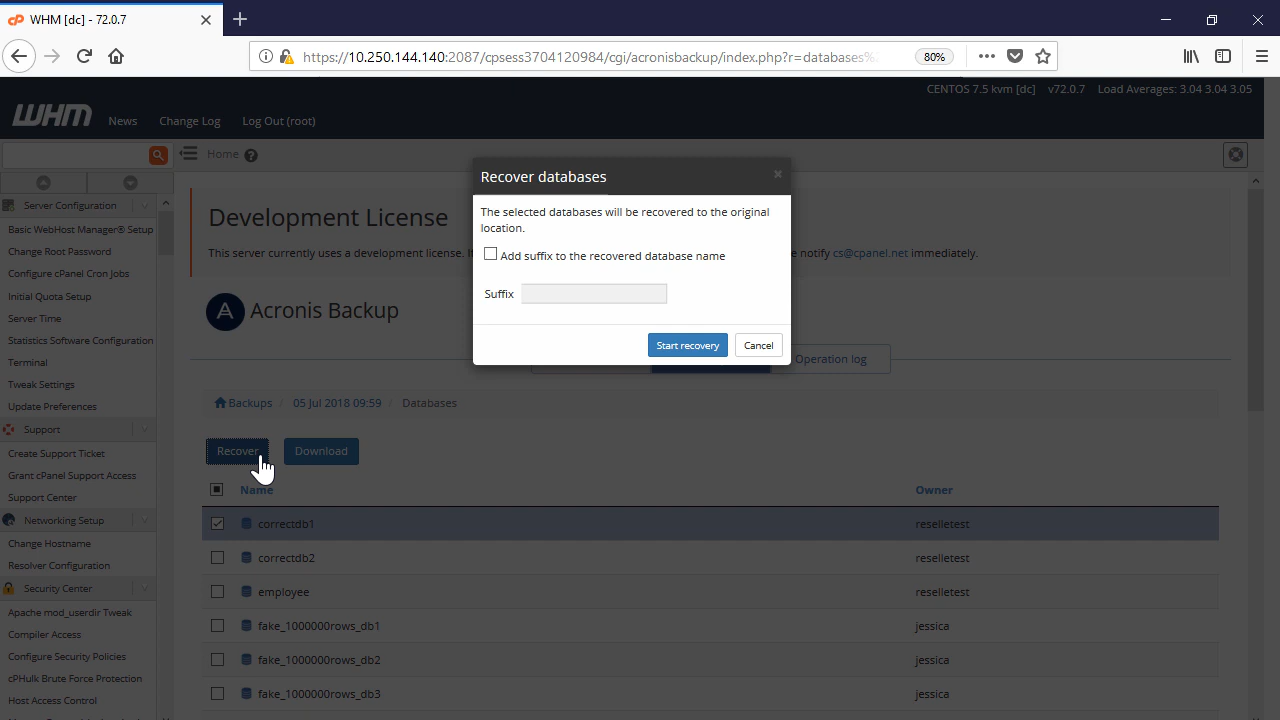 WHM [dc] - 72.0.7
https://10.250.144.140:2087/cpsess3704120984/cgi/acronisbackup/index.php?r=databases%
80%
CENTOS 7.5 kvm [dc] v72.0.7 Load Averages: 3.04 3.04 3.05
WHM News Change Log Log Out (root)
Home
Server Configuration
Basic WebHost Manager® Setup
Change Root Password
Configure cPanel Cron Jobs
Initial Quota Setup
Server Time
Statistics Software Configuration
Terminal
Tweak Settings
Update Preferences
Support
Create Support Ticket
Grant cPanel Support Access
Support Center
Networking Setup
Change Hostname
Resolver Configuration
Security Center
Apache mod_userdir Tweak
Compiler Access
Configure Security Policies
cPHulk Brute Force Protection
Host Access Control
Development License
This server currently uses a development license. I
e notify cs@cpanel.net immediately.
A Acronis Backup
Operation log
Recover databases
The selected databases will be recovered to the original
location.
Add suffix to the recovered database name
Suffix
Start recovery Cancel
Backups / 05 Jul 2018 09:59 / Databases
Recover Download
Name Owner
correctdb1 reselletest
correctdb2 reselletest
employee reselletest
fake_1000000rows_db1 jessica
fake_1000000rows_db2 jessica
fake_1000000rows_db3 jessica